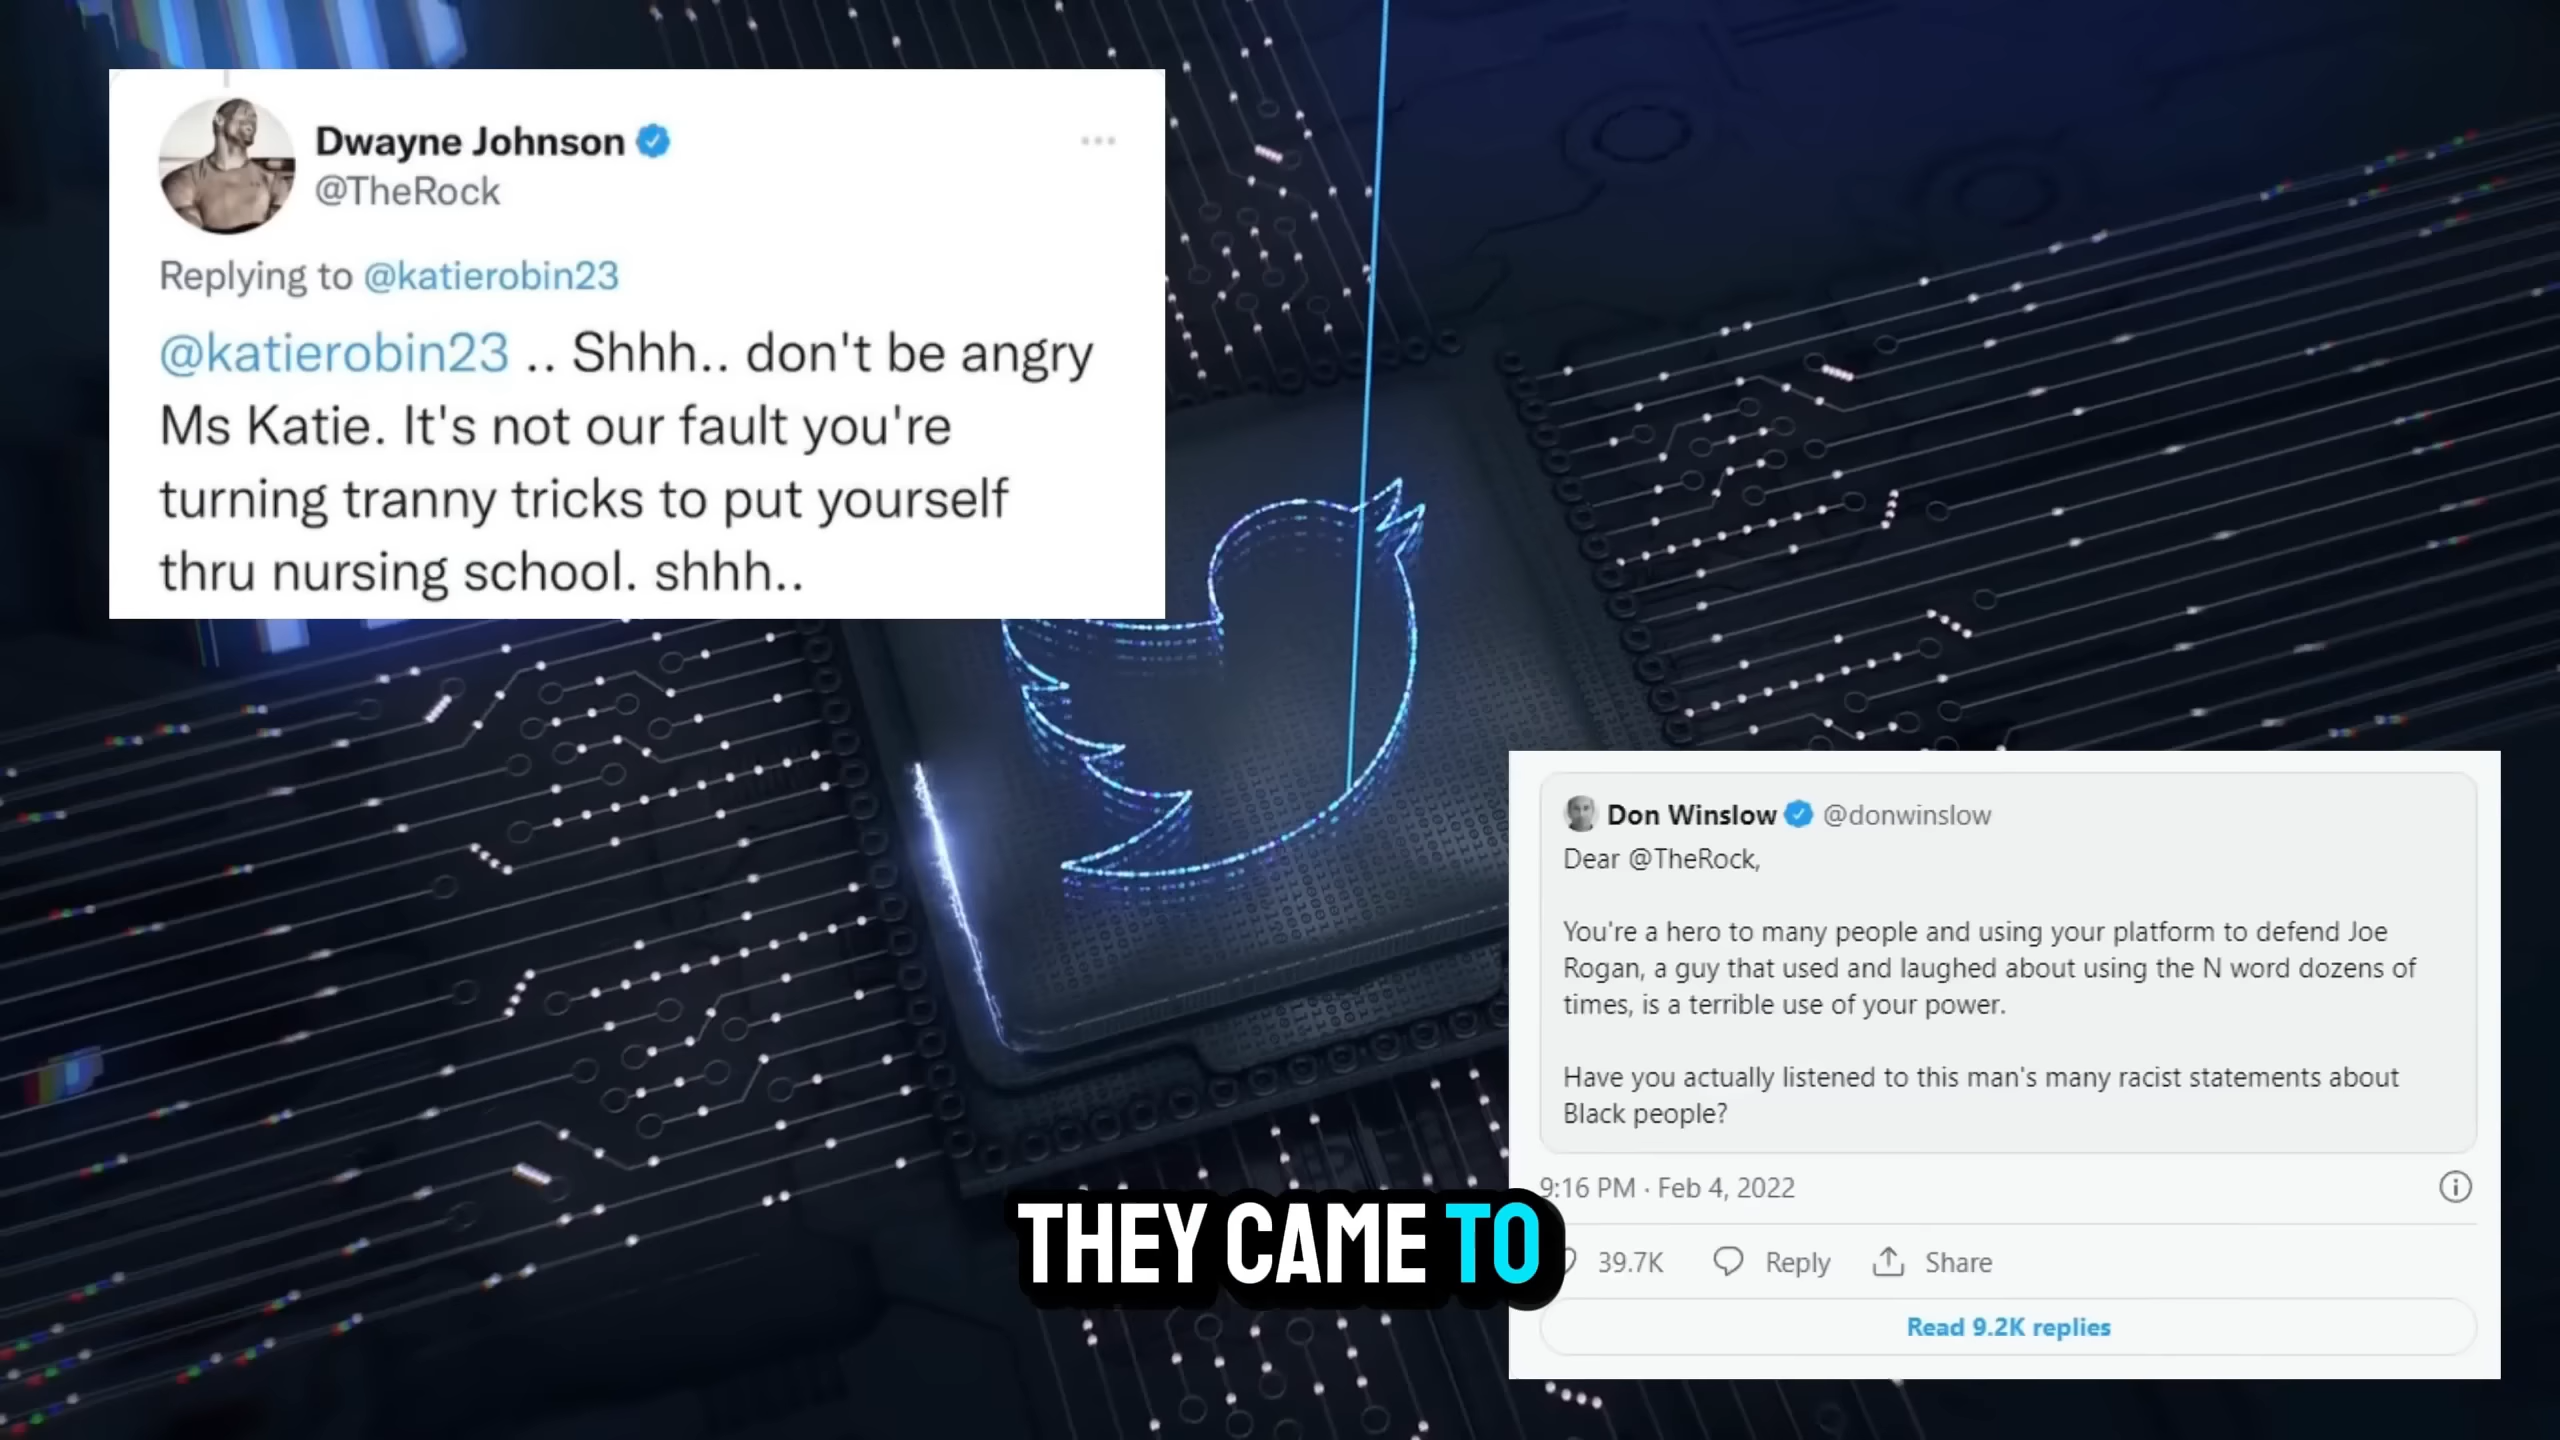 Dwayne Johnson
@TheRock
Replying to @katierobin23
@katierobin23 .. Shhh.. don't be angry
Ms Katie. It's not our fault you're
turning tranny tricks to put yourself
thru nursing school. shhh..
Don Winslow @donwinslow
Dear @TheRock,
You're a hero to many people and using your platform to defend Joe
Rogan, a guy that used and laughed about using the N word dozens of
times, is a terrible use of your power.
Have you actually listened to this man's many racist statements about
Black people?
9:16 PM · Feb 4, 2022
39.7K Reply Share
Read 9.2K replies
THEY CAME TO